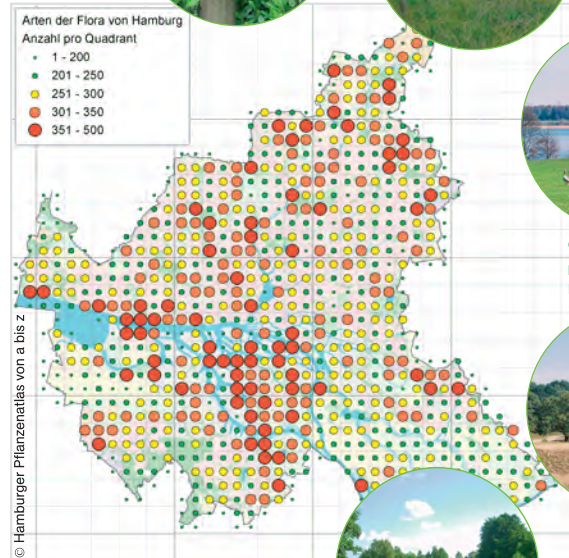 Arten der Flora von Hamburg
Anzahl pro Quadrant
1 - 200
201 - 250
251 - 300
301 - 350
351 - 500
© Hamburger Pflanzenatlas von a bis z